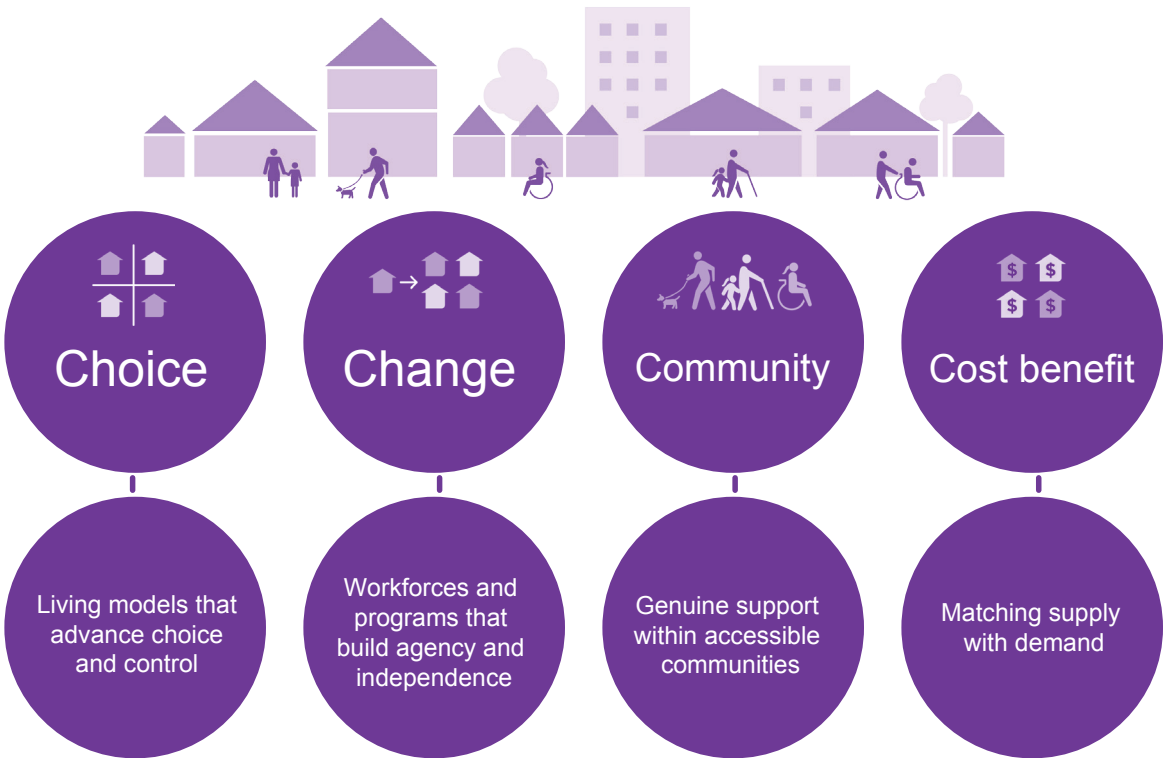 Choice
Change
Community
$ $
$ $
Cost benefit
Living models that
advance choice
and control
Workforces and
programs that
build agency and
independence
Genuine support
within accessible
communities
Matching supply
with demand